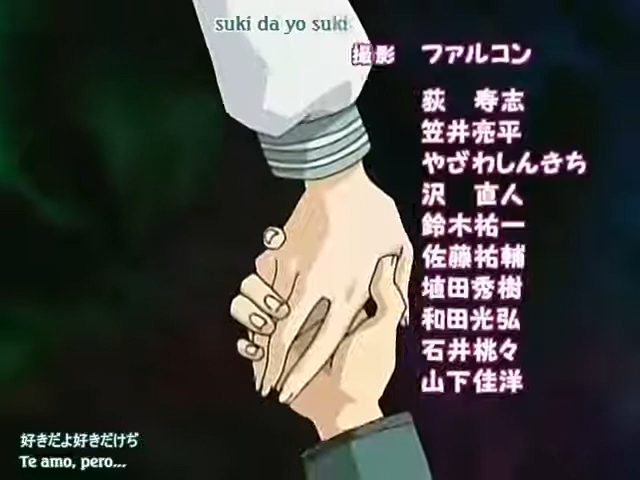 suki da yo suki
撮影 ファルコン
荻 寿志
笠井亮平
やざわしんきち
沢 直人
鈴木祐一
佐藤祐輔
埴田秀樹
和田光弘
石井桃々
山下佳洋
好きだよ好きだけぢ
Te amo, pero...